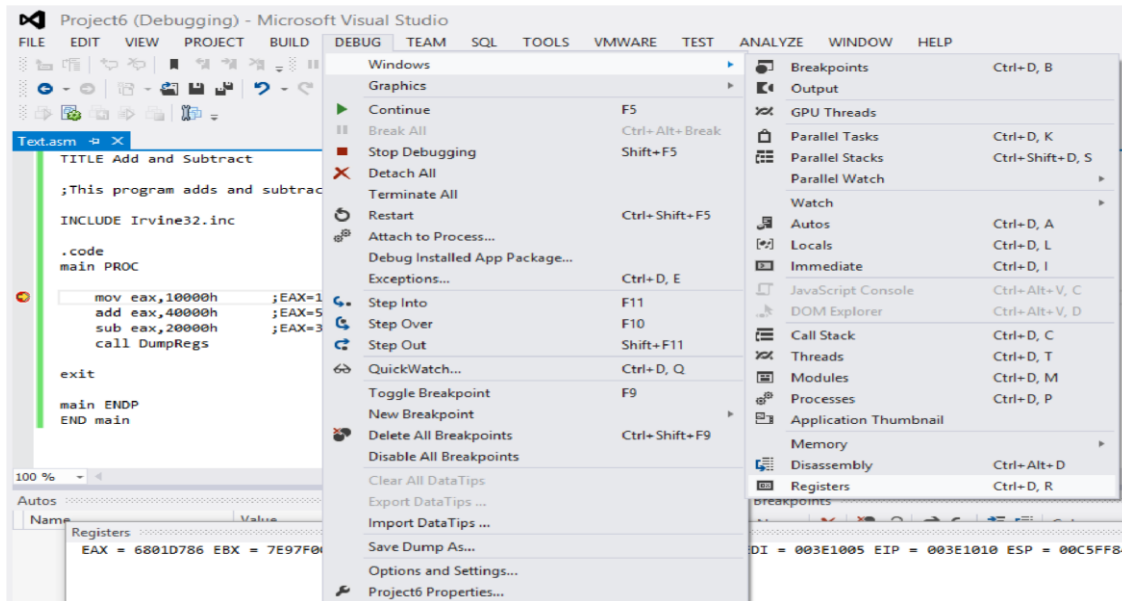 Project6 (Debugging) - Microsoft Visual Studio
FILE EDIT VIEW PROJECT BUILD DEBUG TEAM SQL TOOLS VMWARE TEST ANALYZE WINDOW HELP
Text.asm
TITLE Add and Subtract
;This program adds and subtrac
INCLUDE Irvine32.inc
.code
main PROC
mov eax,10000h ;EAX=1
add eax,40000h ;EAX=5
sub eax,20000h ;EAX=3
call DumpRegs
exit
main ENDP
END main
100 %
Autos
Name Value
Registers
EAX = 6801D786 EBX = 7E97F0
Windows
Graphics
Continue F5
Break All Ctrl+Alt+Break
Stop Debugging Shift+F5
Detach All
Terminate All
Restart Ctrl+Shift+F5
Attach to Process...
Debug Installed App Package...
Exceptions... Ctrl+D, E
Step Into F11
Step Over F10
Step Out Shift+F11
QuickWatch... Ctrl+D, Q
Toggle Breakpoint F9
New Breakpoint
Delete All Breakpoints Ctrl+Shift+F9
Disable All Breakpoints
Clear All DataTips
Export DataTips ...
Import DataTips ...
Save Dump As...
Options and Settings...
Project6 Properties...
Breakpoints Ctrl+D, B
Output
GPU Threads
Parallel Tasks Ctrl+D, K
Parallel Stacks Ctrl+Shift+D, S
Parallel Watch
Watch
Autos Ctrl+D, A
Locals Ctrl+D, L
Immediate Ctrl+D, I
JavaScript Console Ctrl+Alt+V, C
DOM Explorer Ctrl+Alt+V, D
Call Stack Ctrl+D, C
Threads Ctrl+D, T
Modules Ctrl+D, M
Processes Ctrl+D, P
Application Thumbnail
Memory
Disassembly Ctrl+Alt+D
Registers Ctrl+D, R
Breakpoints
DI = 003E1005 EIP = 003E1010 ESP = 00C5FF8